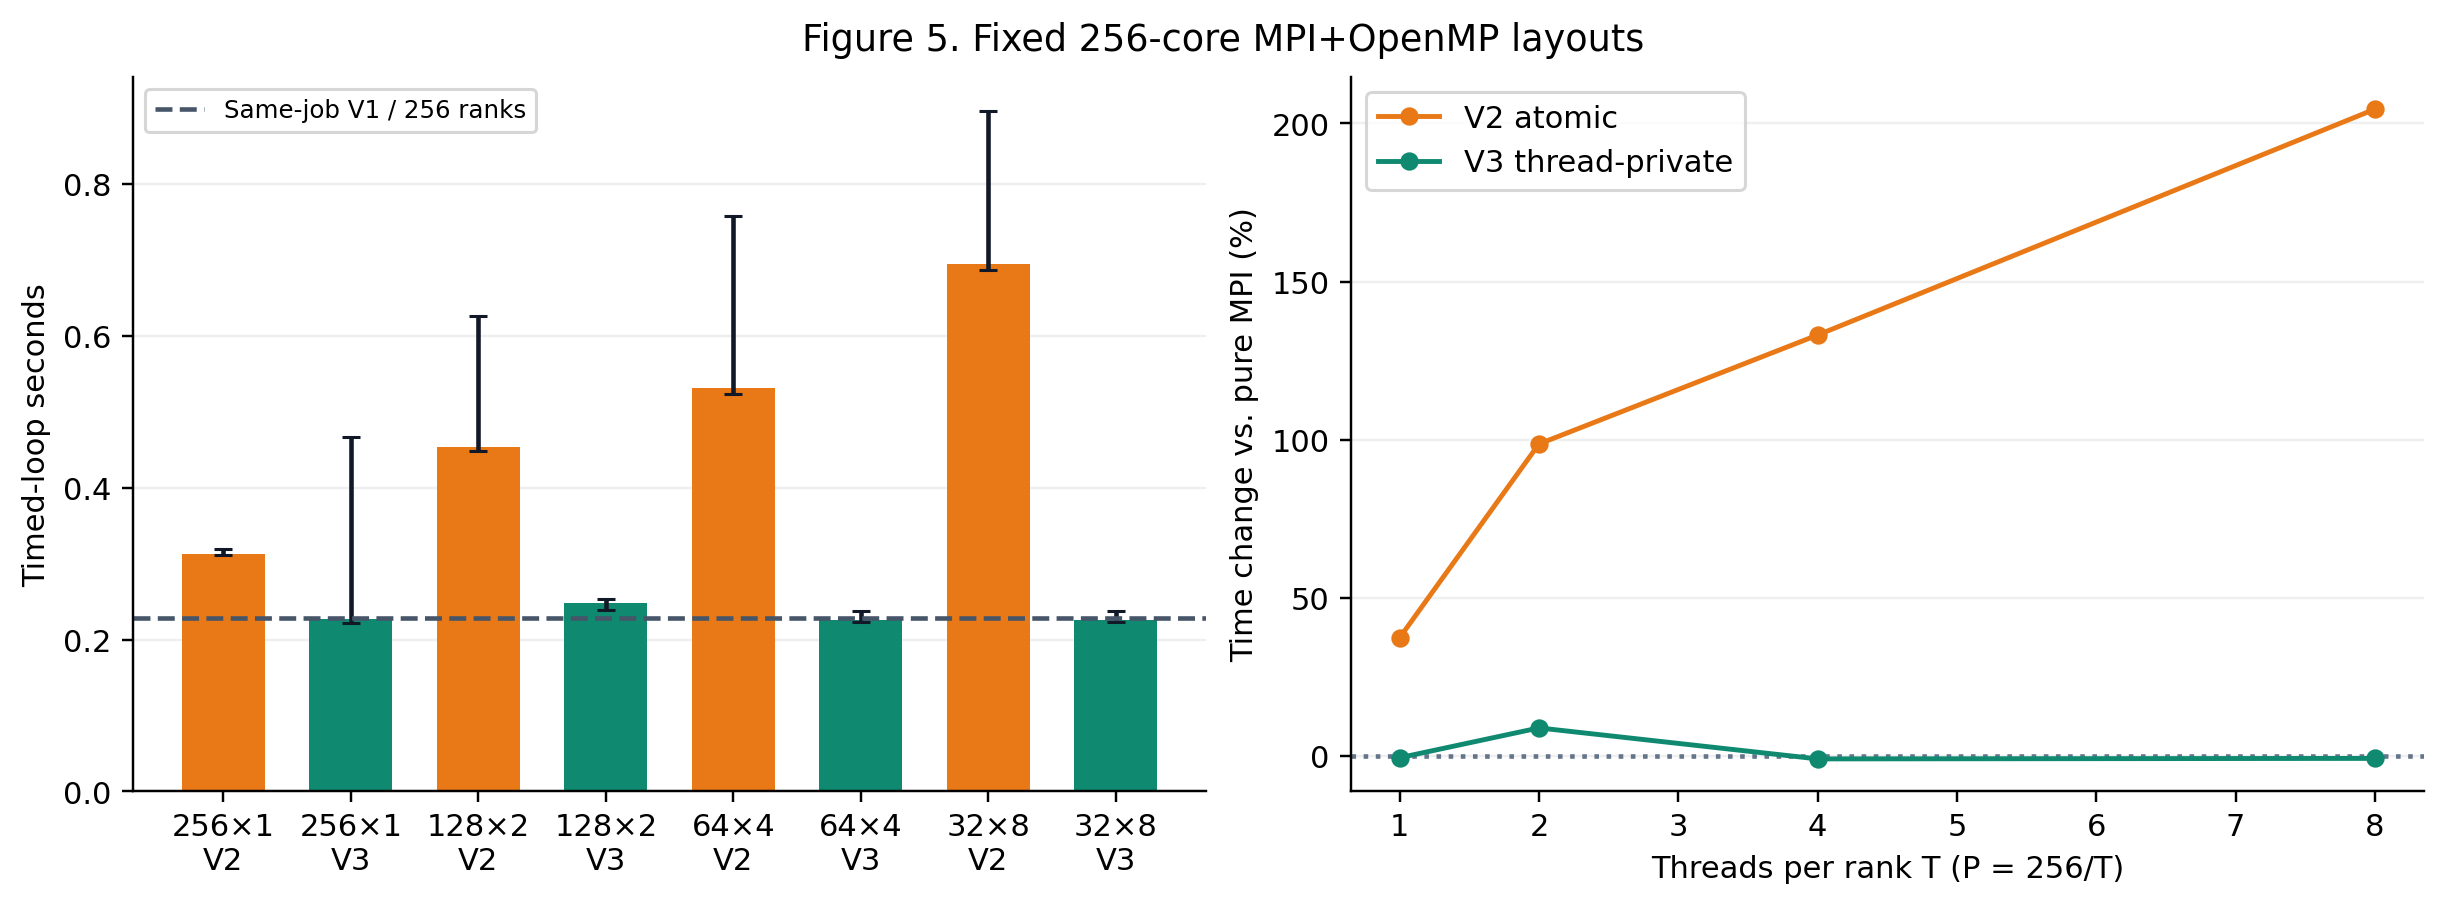 Figure 5. Fixed 256-core MPI+OpenMP layouts
Same-job V1 / 256 ranks
Timed-loop seconds
0.8
0.6
0.4
0.2
0.0
256×1
V2
256×1
V3
128×2
V2
128×2
V3
64×4
V2
64×4
V3
32×8
V2
32×8
V3
V2 atomic
V3 thread-private
Time change vs. pure MPI (%)
200
150
100
50
0
1
2
3
4
5
6
7
8
Threads per rank T (P = 256/T)